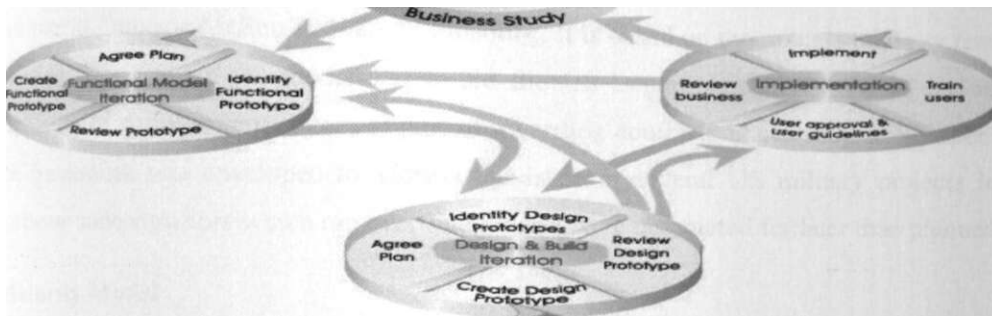 Business Study
Agree Plan
Create
Functional
Prototype
Functional Model
Iteration
Identify
Functional
Prototype
Review Prototype
Implement
Review
business
Implementation
Train
users
User approval &
user guidelines
Identify Design
Prototypes
Agree
Plan
Design & Build
Iteration
Review
Design
Prototype
Create Design
Prototype